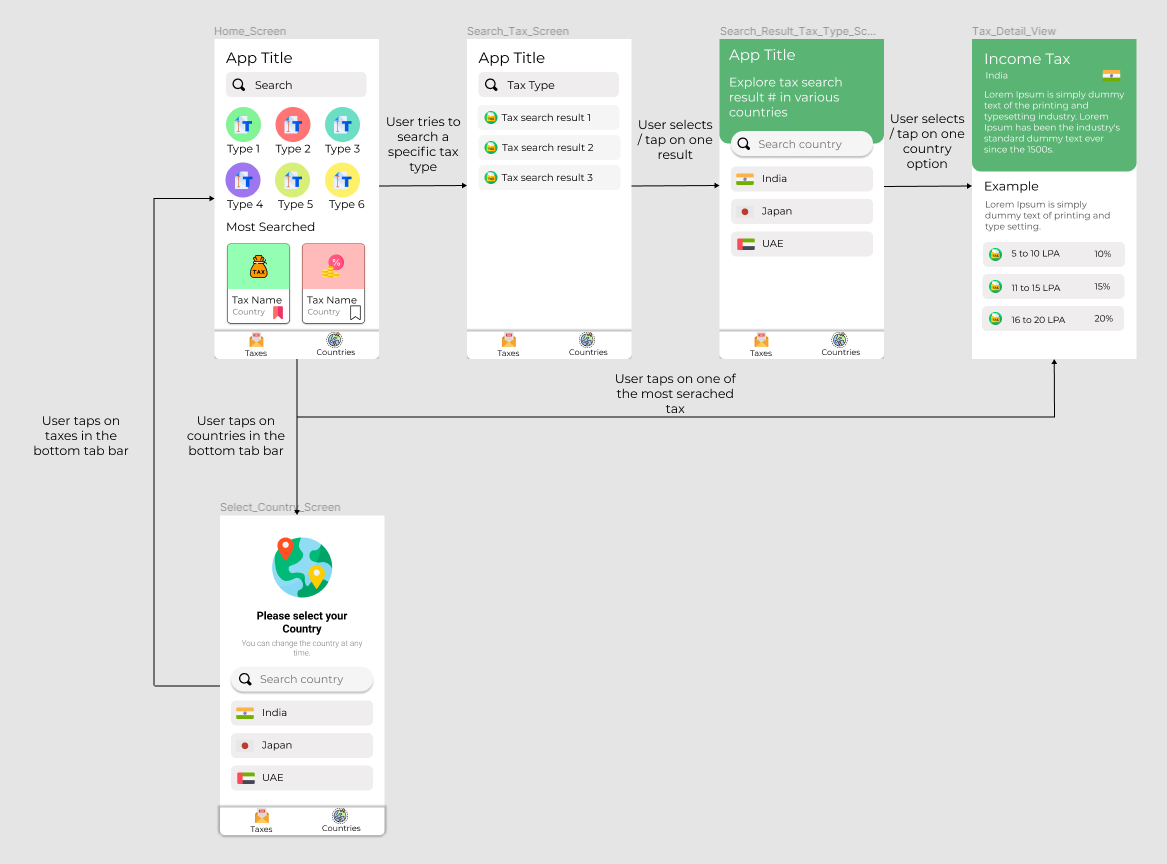 Home_Screen
App Title
Search
Type 1
Type 2
Type 3
Type 4
Type 5
Type 6
Most Searched
TAX
%
Tax Name
Country
Tax Name
Country
Taxes
Countries
User tries to
search a
specific tax
type
Search_Tax_Screen
App Title
Tax Type
Tax search result 1
Tax search result 2
Tax search result 3
Taxes
Countries
User selects
/ tap on one
result
Search_Result_Tax_Type_Sc...
App Title
Explore tax search
result # in various
countries
Search country
India
Japan
UAE
Taxes
Countries
User selects
/ tap on one
country
option
Tax_Detail_View
Income Tax
India
Lorem Ipsum is simply dummy
text of the printing and
typesetting industry. Lorem
Ipsum has been the industry's
standard dummy text ever
since the 1500s.
Example
Lorem Ipsum is simply
dummy text of printing and
type setting.
5 to 10 LPA
10%
11 to 15 LPA
15%
16 to 20 LPA
20%
User taps on one of
the most serached
tax
User taps on
taxes in the
bottom tab bar
User taps on
countries in the
bottom tab bar
Select_Country_Screen
Please select your
Country
You can change the country at any
time.
Search country
India
Japan
UAE
Taxes
Countries